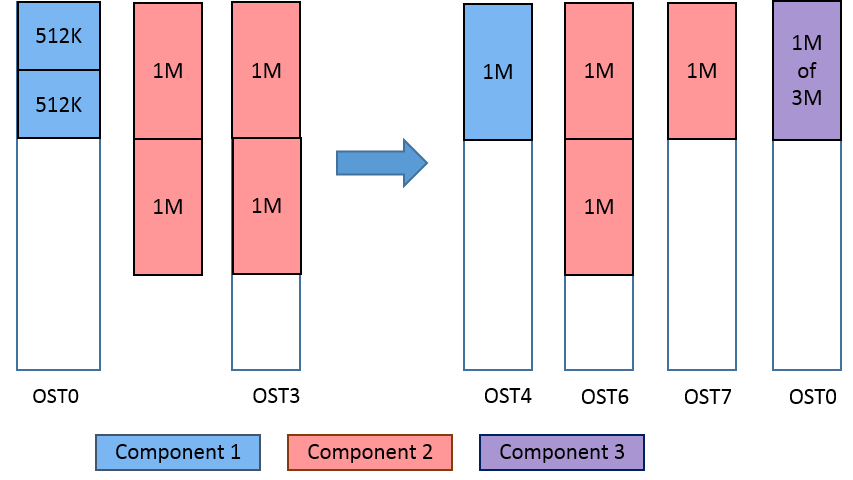 512K
512K
1M
1M
1M
1M
1M
1M
1M
1M
1M
of
3M
OST0
OST3
OST4
OST6
OST7
OST0
Component 1
Component 2
Component 3